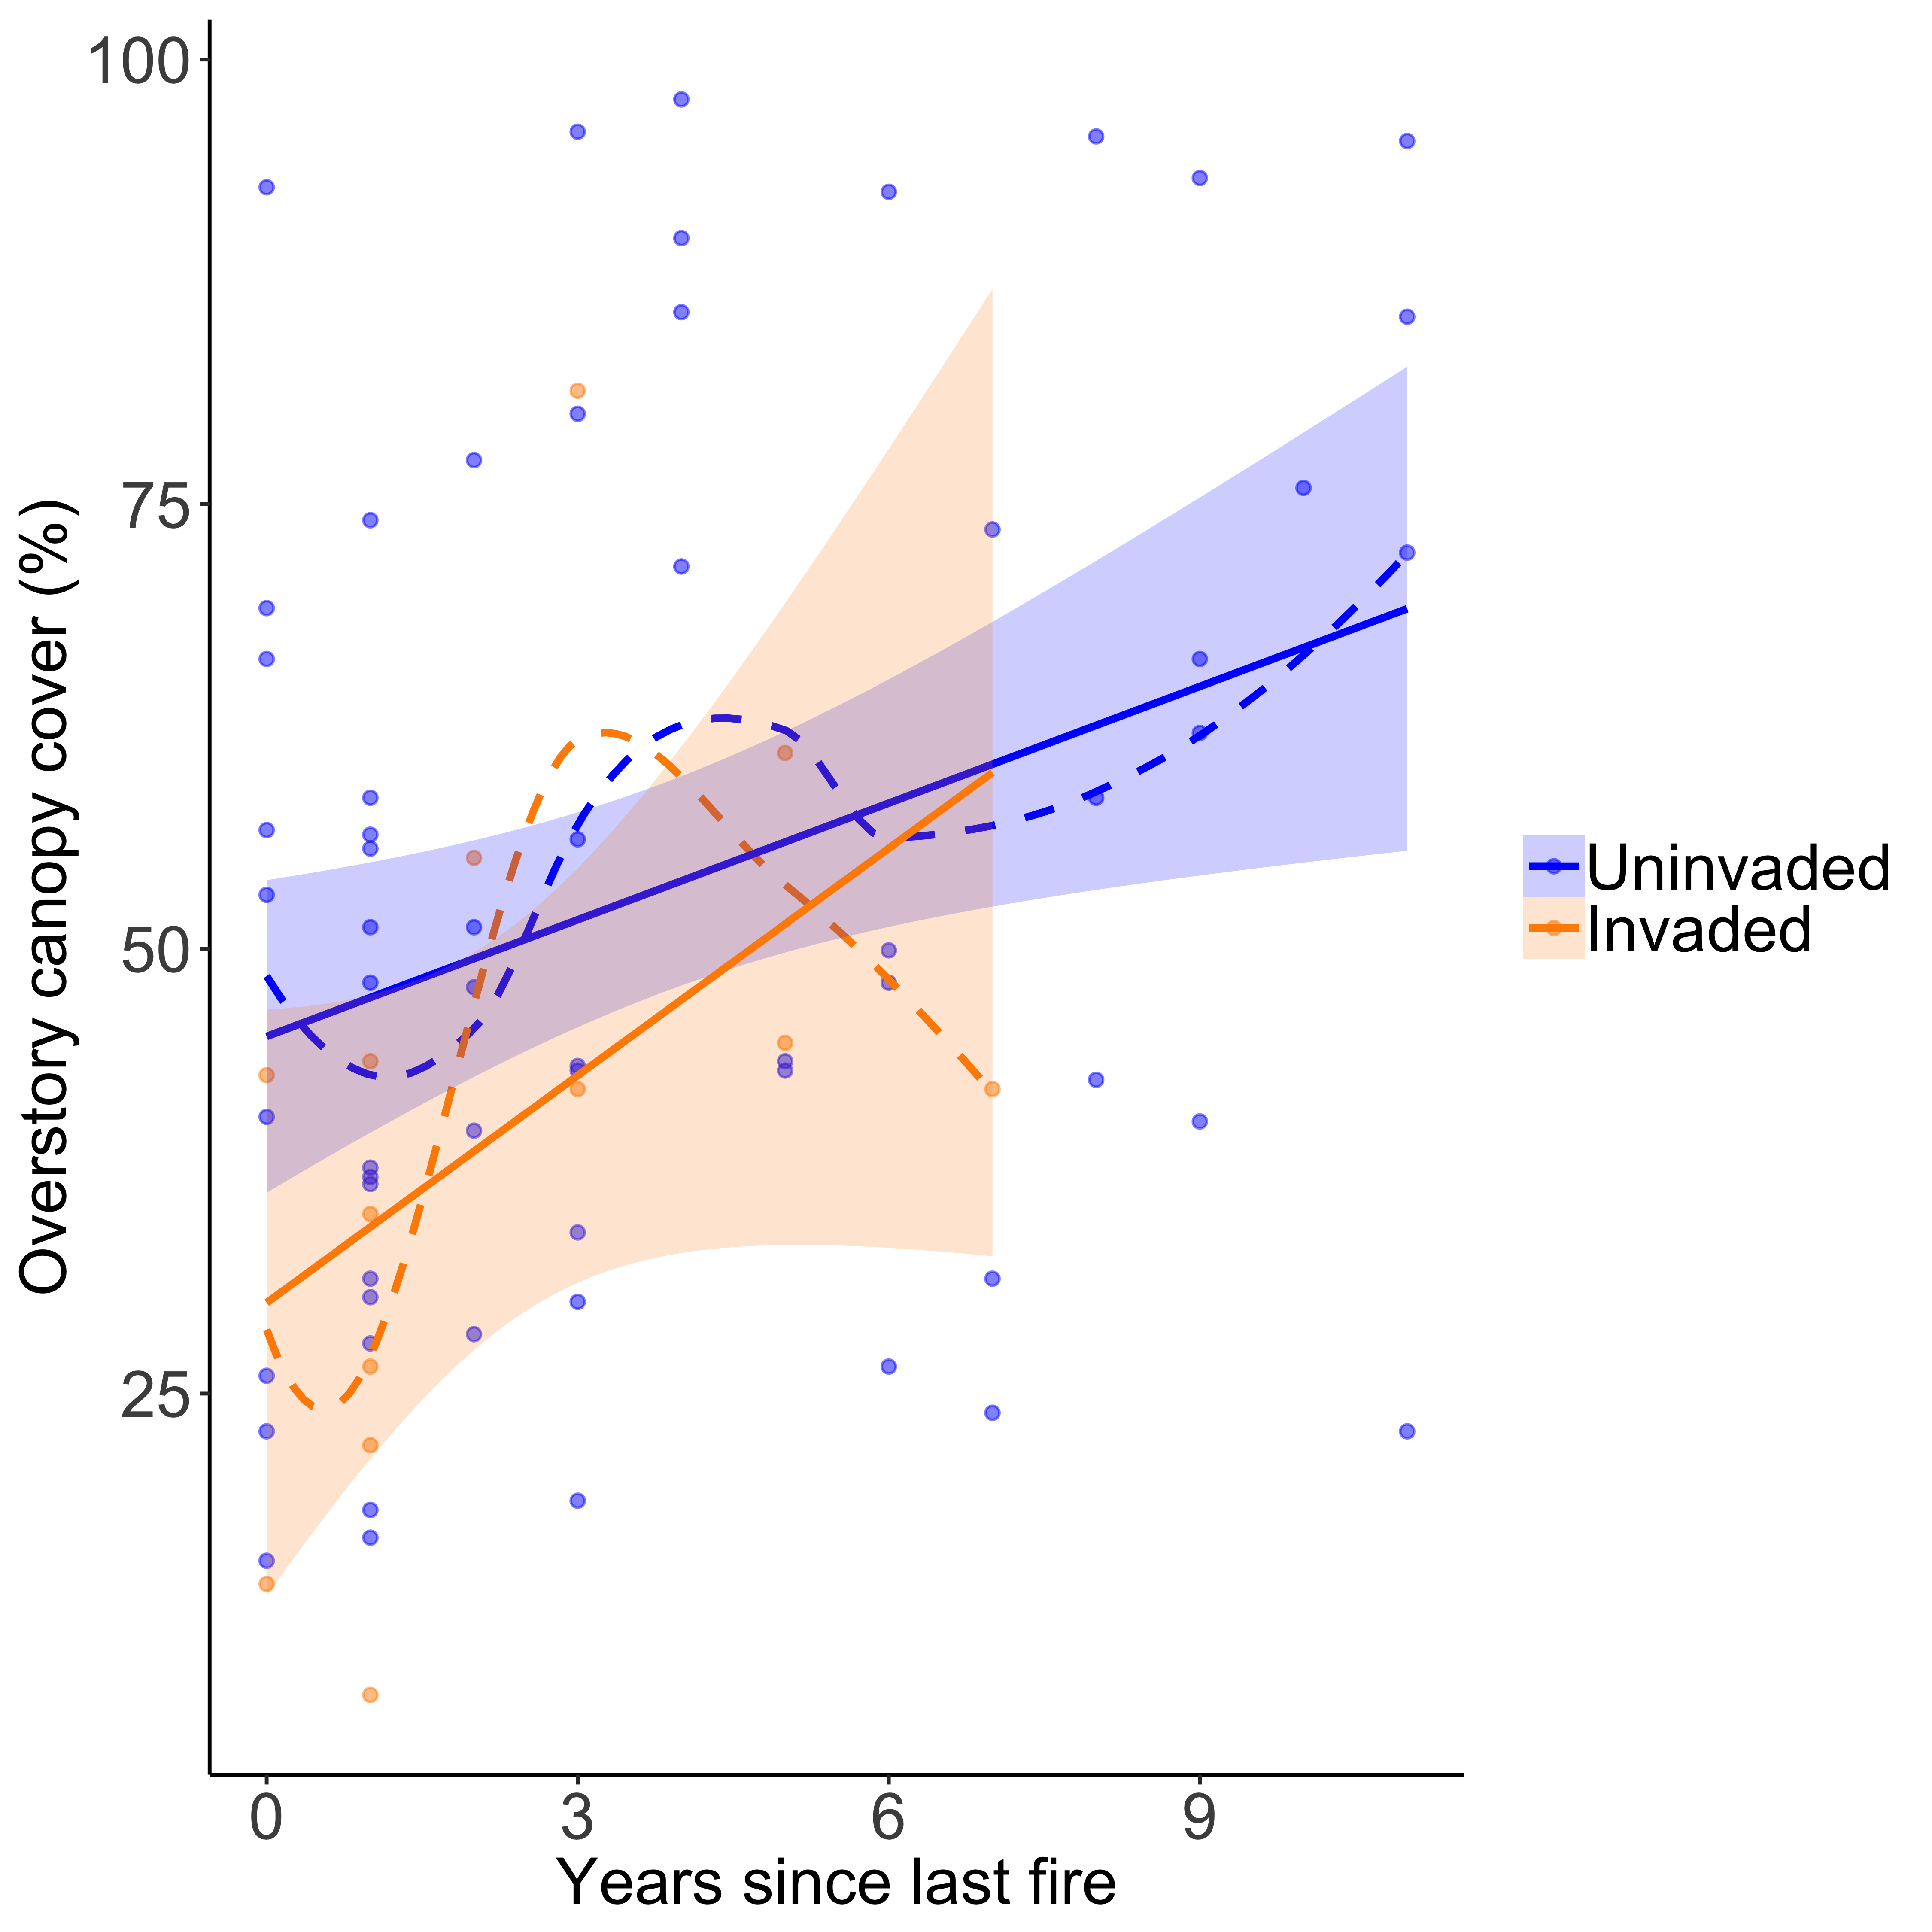 Overstory canopy cover (%)
100
75
50
25
0 3 6 9
Years since last fire
Uninvaded
Invaded